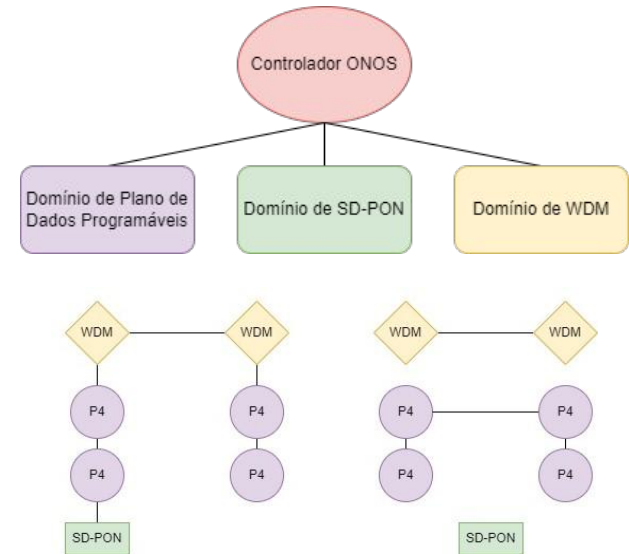 Controlador ONOS
Domínio de Plano de
Dados Programáveis
Domínio de SD-PON
Domínio de WDM
WDM
WDM
WDM
WDM
P4
P4
P4
P4
P4
P4
P4
P4
SD-PON
SD-PON